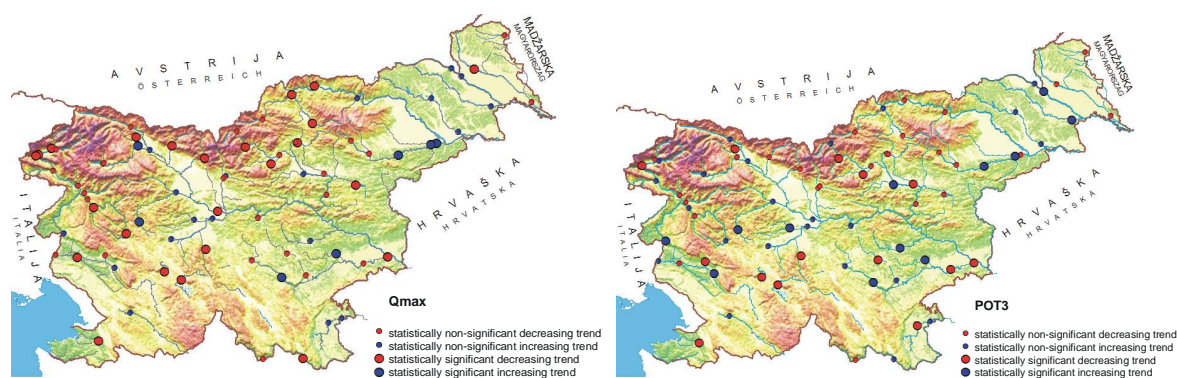 AVSTRIJA
ÖSTERREICH
MADŽARSKA
MAGYARORSZÁG
ITALIJA
ITALIA
HRVAŠKA
HRVATSKA
Qmax
statistically non-significant decreasing trend
statistically non-significant increasing trend
statistically significant decreasing trend
statistically significant increasing trend
AVSTRIJA
ÖSTERREICH
MADŽARSKA
MAGYARORSZÁG
ITALIJA
ITALIA
HRVAŠKA
HRVATSKA
POT3
statistically non-significant decreasing trend
statistically non-significant increasing trend
statistically significant decreasing trend
statistically significant increasing trend